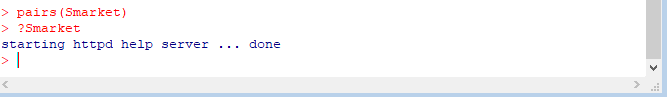 > pairs(Smarket)
> ?Smarket
starting httpd help server ... done
>